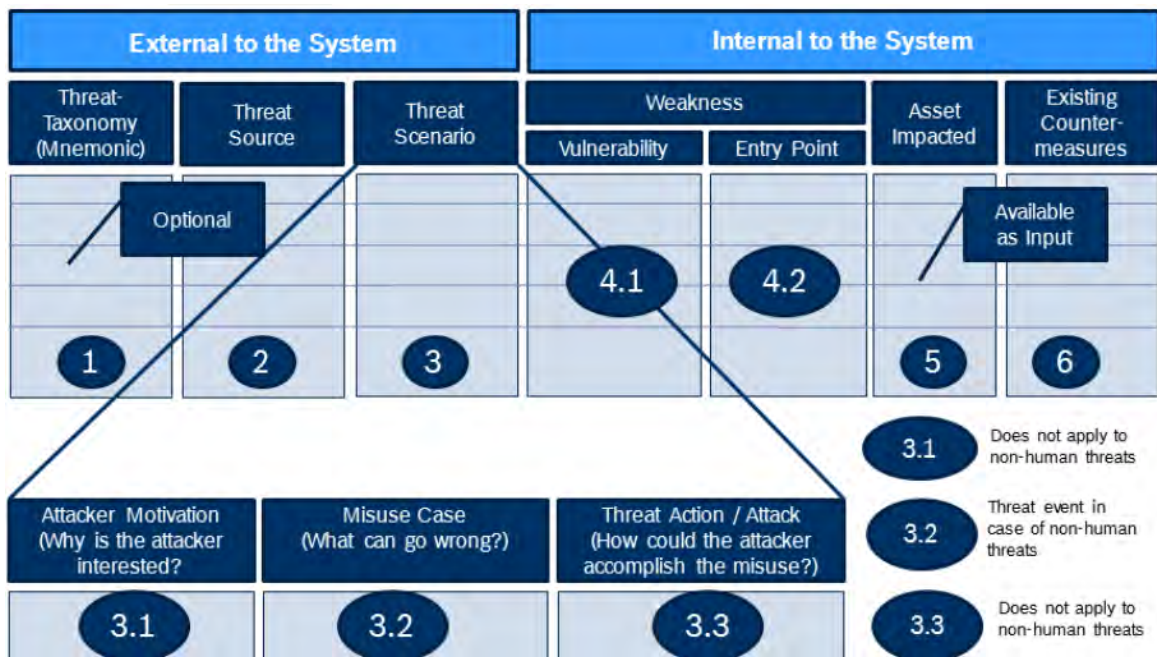 External to the System
Internal to the System
Threat-
Taxonomy
(Mnemonic)
Threat
Source
Threat
Scenario
Weakness
Vulnerability
Entry Point
Asset
Impacted
Existing
Counter-
measures
Optional
Available
as Input
4.1
4.2
1
2
3
5
6
3.1
Does not apply to
non-human threats
3.2
Threat event in
case of non-human
threats
3.3
Does not apply to
non-human threats
Attacker Motivation
(Why is the attacker
interested?
Misuse Case
(What can go wrong?)
Threat Action / Attack
(How could the attacker
accomplish the misuse?)
3.1
3.2
3.3